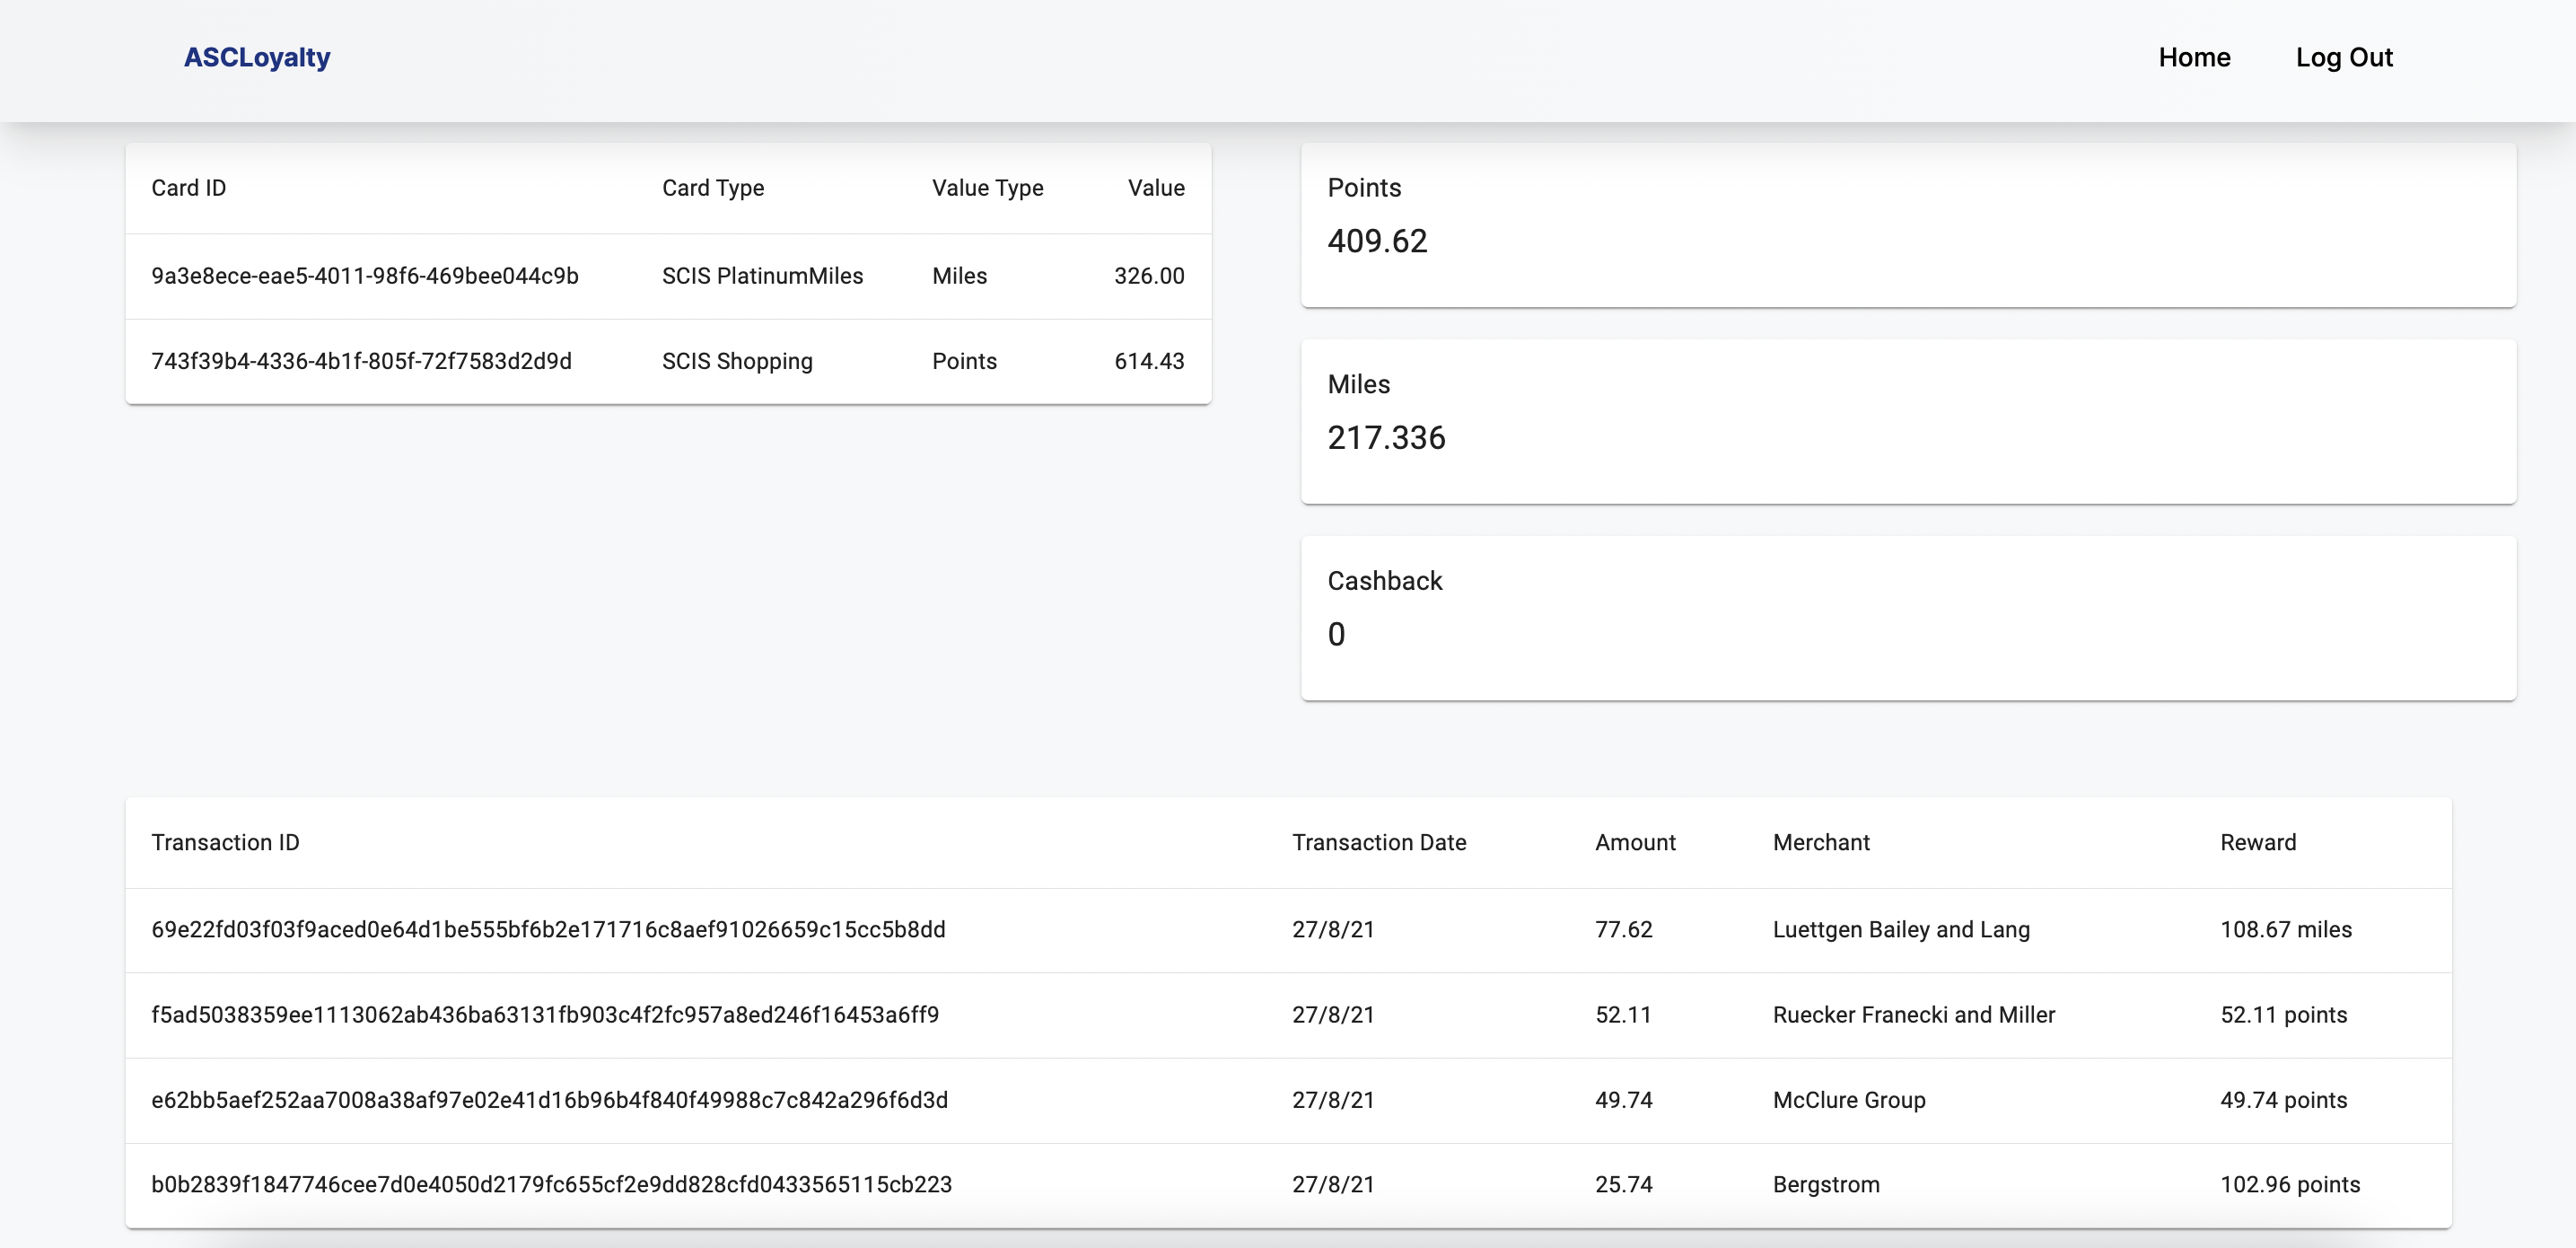 ASCLoyalty Home Log Out
Card ID Card Type Value Type Value
9a3e8ece-eae5-4011-98f6-469bee044c9b SCIS PlatinumMiles Miles 326.00
743f39b4-4336-4b1f-805f-72f7583d2d9d SCIS Shopping Points 614.43
Points
409.62
Miles
217.336
Cashback
0
Transaction ID Transaction Date Amount Merchant Reward
69e22fd03f03f9aced0e64d1be555bf6b2e171716c8aef91026659c15cc5b8dd 27/8/21 77.62 Luettgen Bailey and Lang 108.67 miles
f5ad5038359ee1113062ab436ba63131fb903c4f2fc957a8ed246f16453a6ff9 27/8/21 52.11 Ruecker Franecki and Miller 52.11 points
e62bb5aef252aa7008a38af97e02e41d16b96b4f840f49988c7c842a296f6d3d 27/8/21 49.74 McClure Group 49.74 points
b0b2839f1847746cee7d0e4050d2179fc655cf2e9dd828cfd0433565115cb223 27/8/21 25.74 Bergstrom 102.96 points